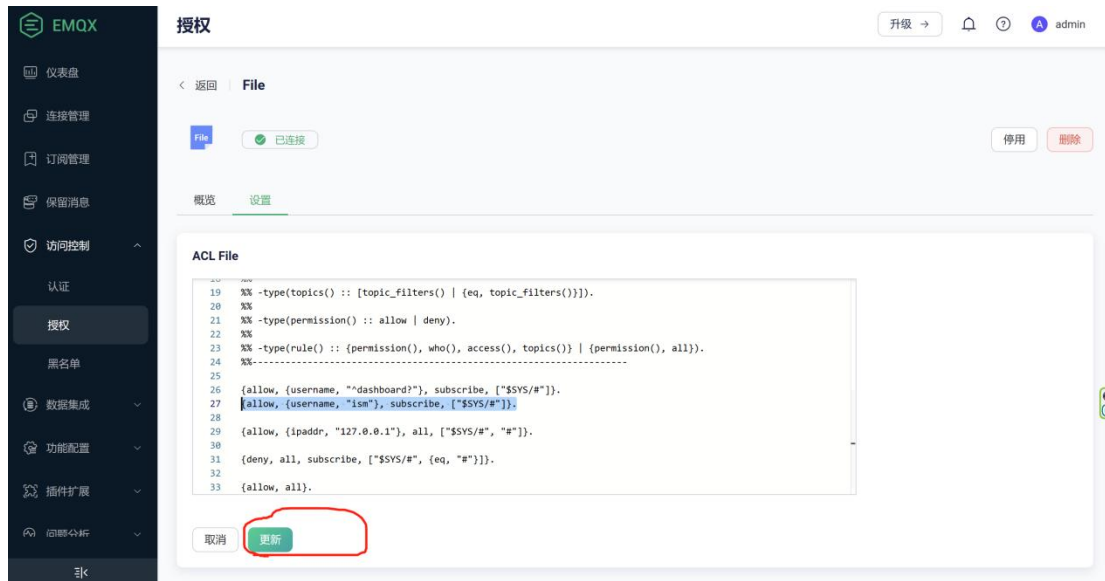 EMQX
授权
升级 →
A admin
仪表盘
连接管理
订阅管理
保留消息
访问控制
认证
授权
黑名单
数据集成
功能配置
插件扩展
问题分析
返回 File
File
已连接
停用
删除
概览
设置
ACL File
18 %%
19 %% -type(topics() :: [topic_filters() | {eq, topic_filters()}]).
20 %%
21 %% -type(permission() :: allow | deny).
22 %%
23 %% -type(rule() :: {permission(), who(), access(), topics()} | {permission(), all}).
24 %%--------------------------------------------------------------------
25
26 {allow, {username, "^dashboard?"}, subscribe, ["$SYS/#"]}.
27 {allow, {username, "ism"}, subscribe, ["$SYS/#"]}.
28
29 {allow, {ipaddr, "127.0.0.1"}, all, ["$SYS/#", "#"]}.
30
31 {deny, all, subscribe, ["$SYS/#", {eq, "#"}]}.
32
33 {allow, all}.
取消
更新